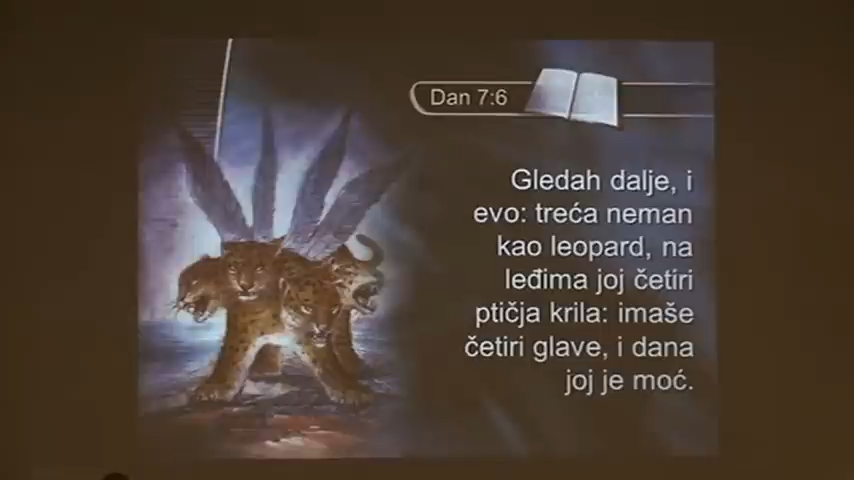 Dan 7:6
Gledah dalje, i
evo: treća neman
kao leopard, na
leđima joj četiri
ptičja krila: imaše
četiri glave, i dana
joj je moć.